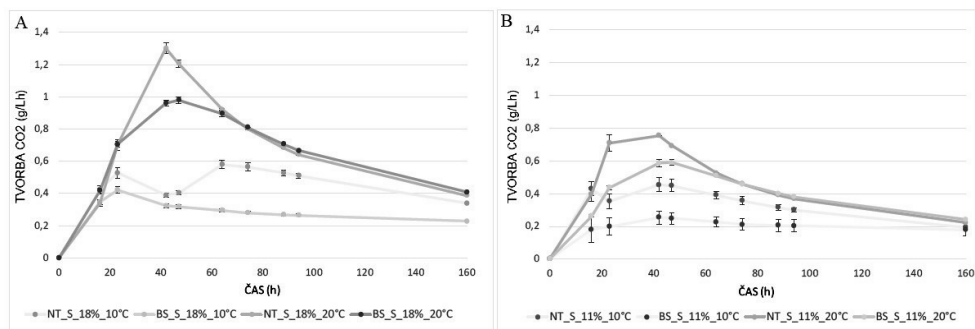 A
TVORBA CO2 (g/Lh)
1,4
1,2
1
0,8
0,6
0,4
0,2
0
0 20 40 60 80 100 120 140 160
ČAS (h)
NT_S_18%_10°C BS_S_18%_10°C NT_S_18%_20°C BS_S_18%_20°C
B
TVORBA CO2 (g/Lh)
1,4
1,2
1
0,8
0,6
0,4
0,2
0,0
0 20 40 60 80 100 120 140 160
ČAS (h)
NT_S_11%_10°C BS_S_11%_10°C NT_S_11%_20°C BS_S_11%_20°C